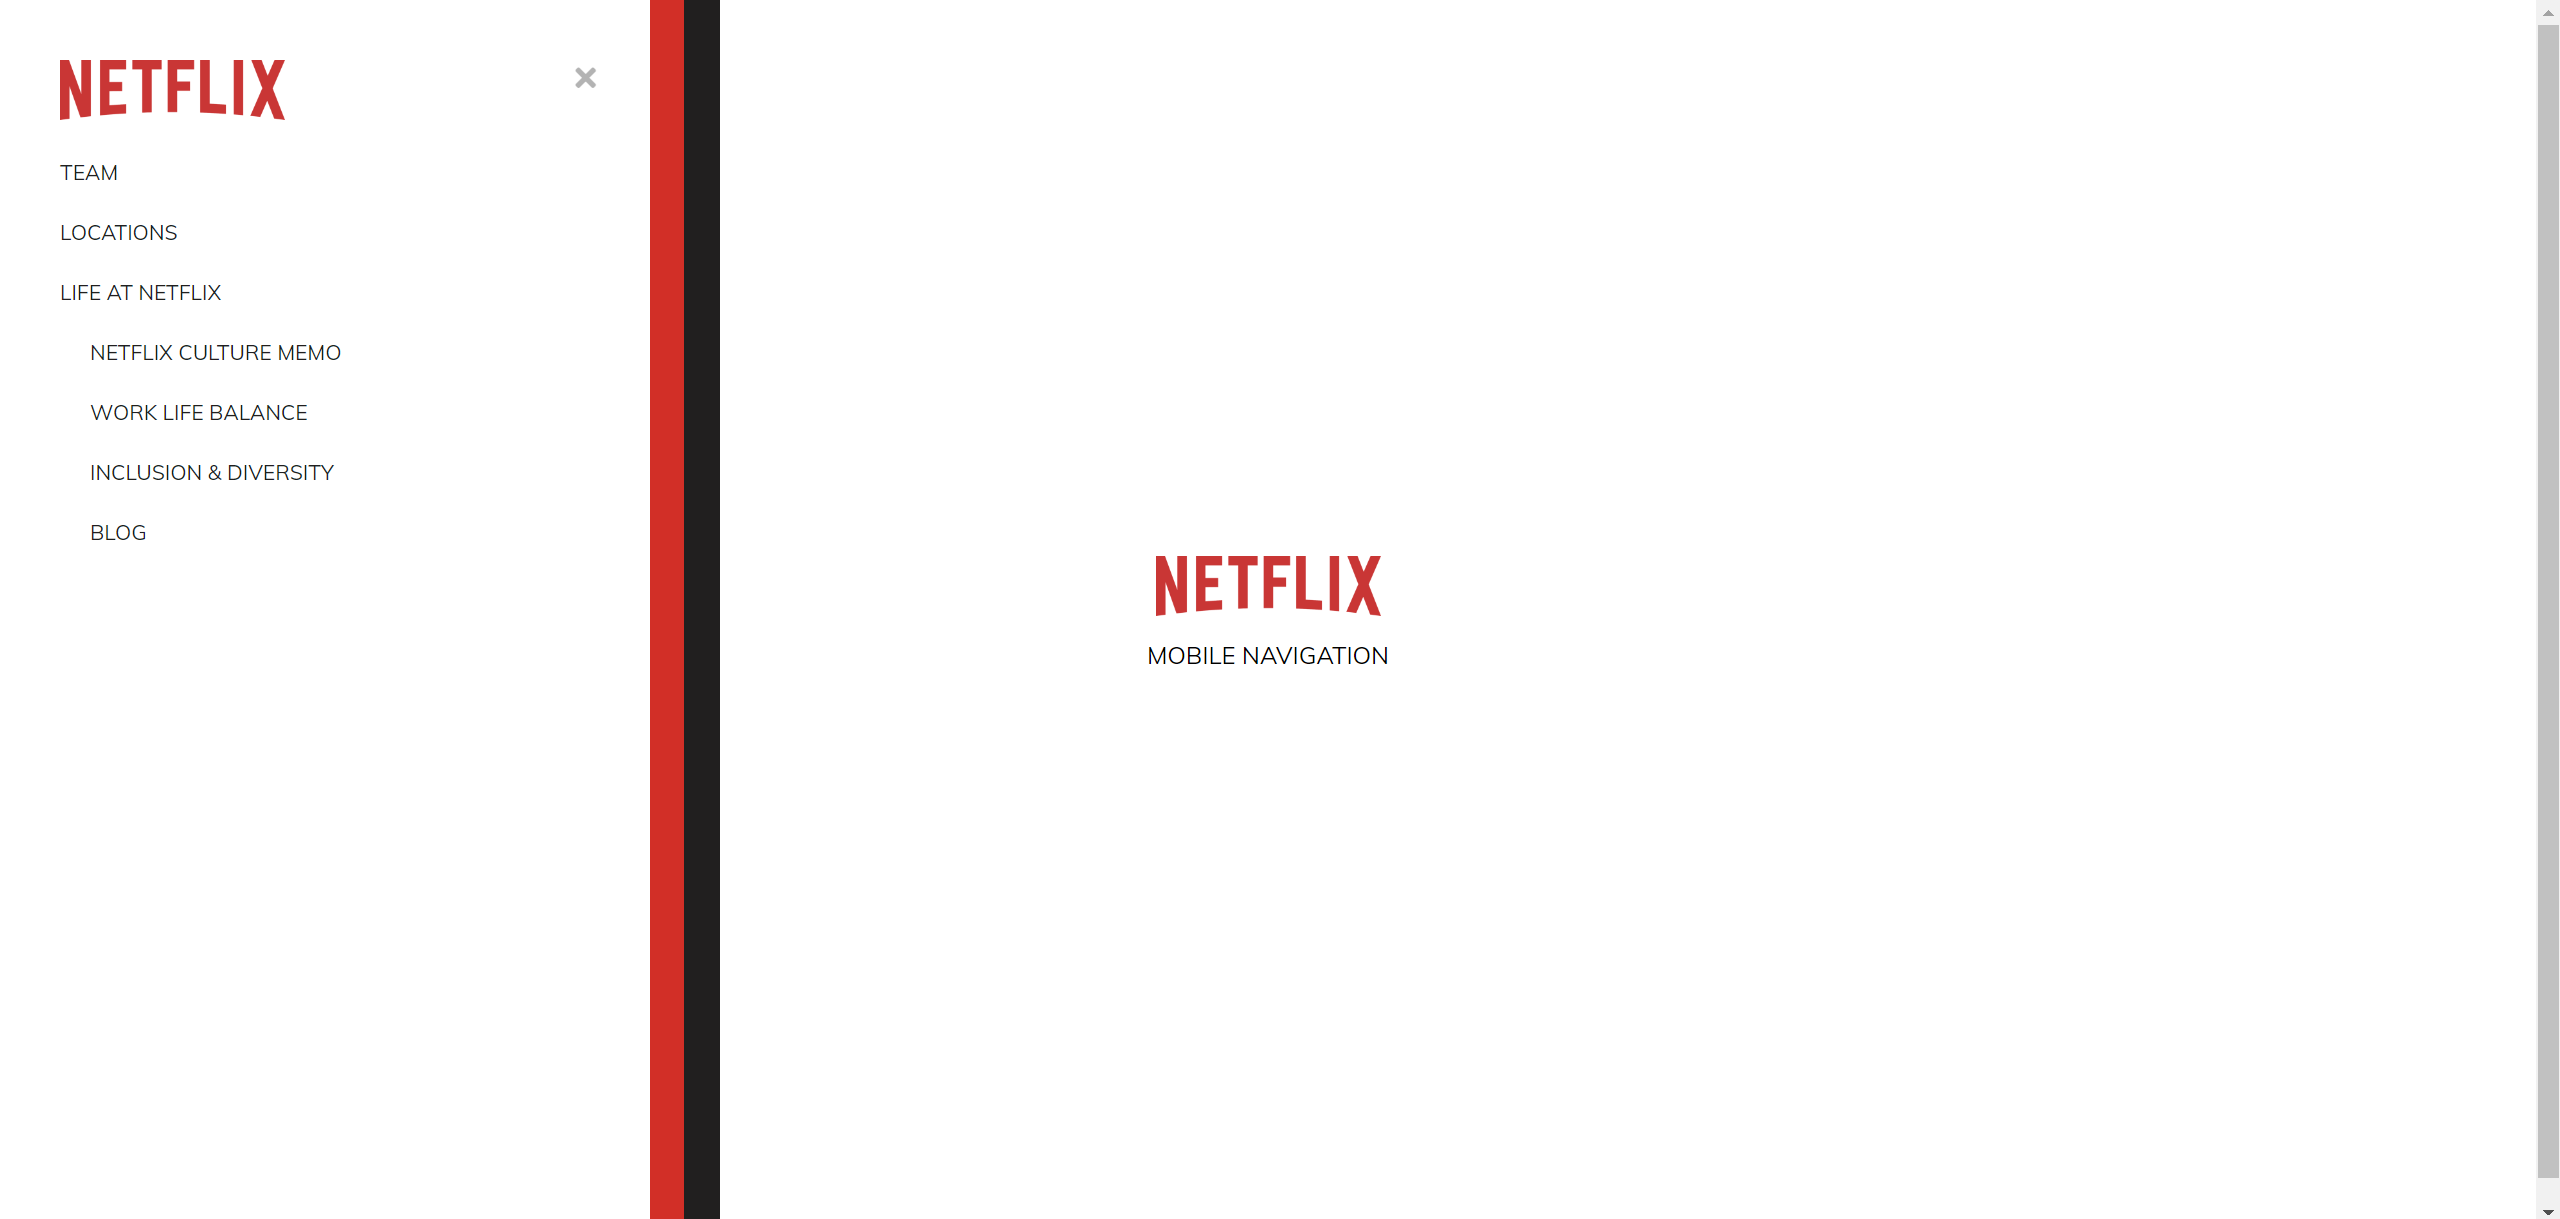 NETFLIX
TEAM
LOCATIONS
LIFE AT NETFLIX
NETFLIX CULTURE MEMO
WORK LIFE BALANCE
INCLUSION & DIVERSITY
BLOG
NETFLIX
MOBILE NAVIGATION